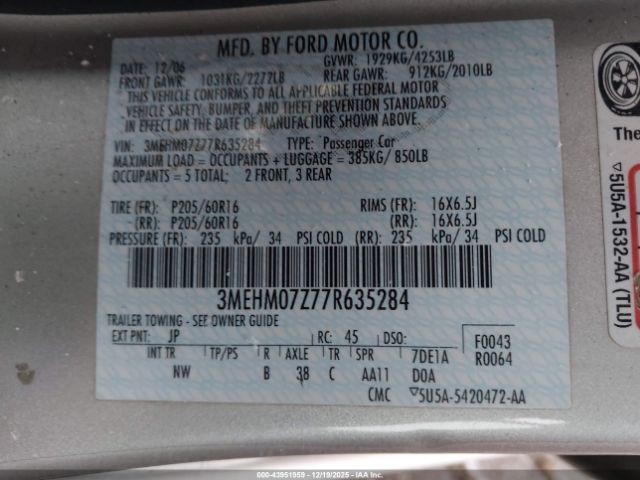 MFD. BY FORD MOTOR CO.
DATE: 12/06 GVWR: 1929KG/4253LB
FRONT GAWR: 1031KG/2272LB REAR GAWR: 912KG/2010LB
THIS VEHICLE CONFORMS TO ALL APPLICABLE FEDERAL MOTOR
VEHICLE SAFETY, BUMPER, AND THEFT PREVENTION STANDARDS
IN EFFECT ON THE DATE OF MANUFACTURE SHOWN ABOVE.
VIN: 3MEHM07Z77R635284 TYPE: Passenger Car
MAXIMUM LOAD = OCCUPANTS + LUGGAGE = 385KG/850LB
OCCUPANTS = 5 TOTAL; 2 FRONT, 3 REAR
TIRE (FR): P205/60R16 RIMS (FR): 16X6.5J
(RR): P205/60R16 (RR): 16X6.5J
PRESSURE (FR): 235 kPa/ 34 PSI COLD (RR): 235 kPa/ 34 PSI COLD
3MEHM07Z77R635284
TRAILER TOWING - SEE OWNER GUIDE
EXT PNT: JP RC: 45 DSO: F0043
INT TR TP/PS R AXLE TR SPR 7DE1A R0064
NW B 38 C AA11 D0A
CMC ▽5U5A-5420472-AA
The
▽5U5A-1532-AA (TLU)
000-43951959 - 12/19/2025 - IAA Inc.